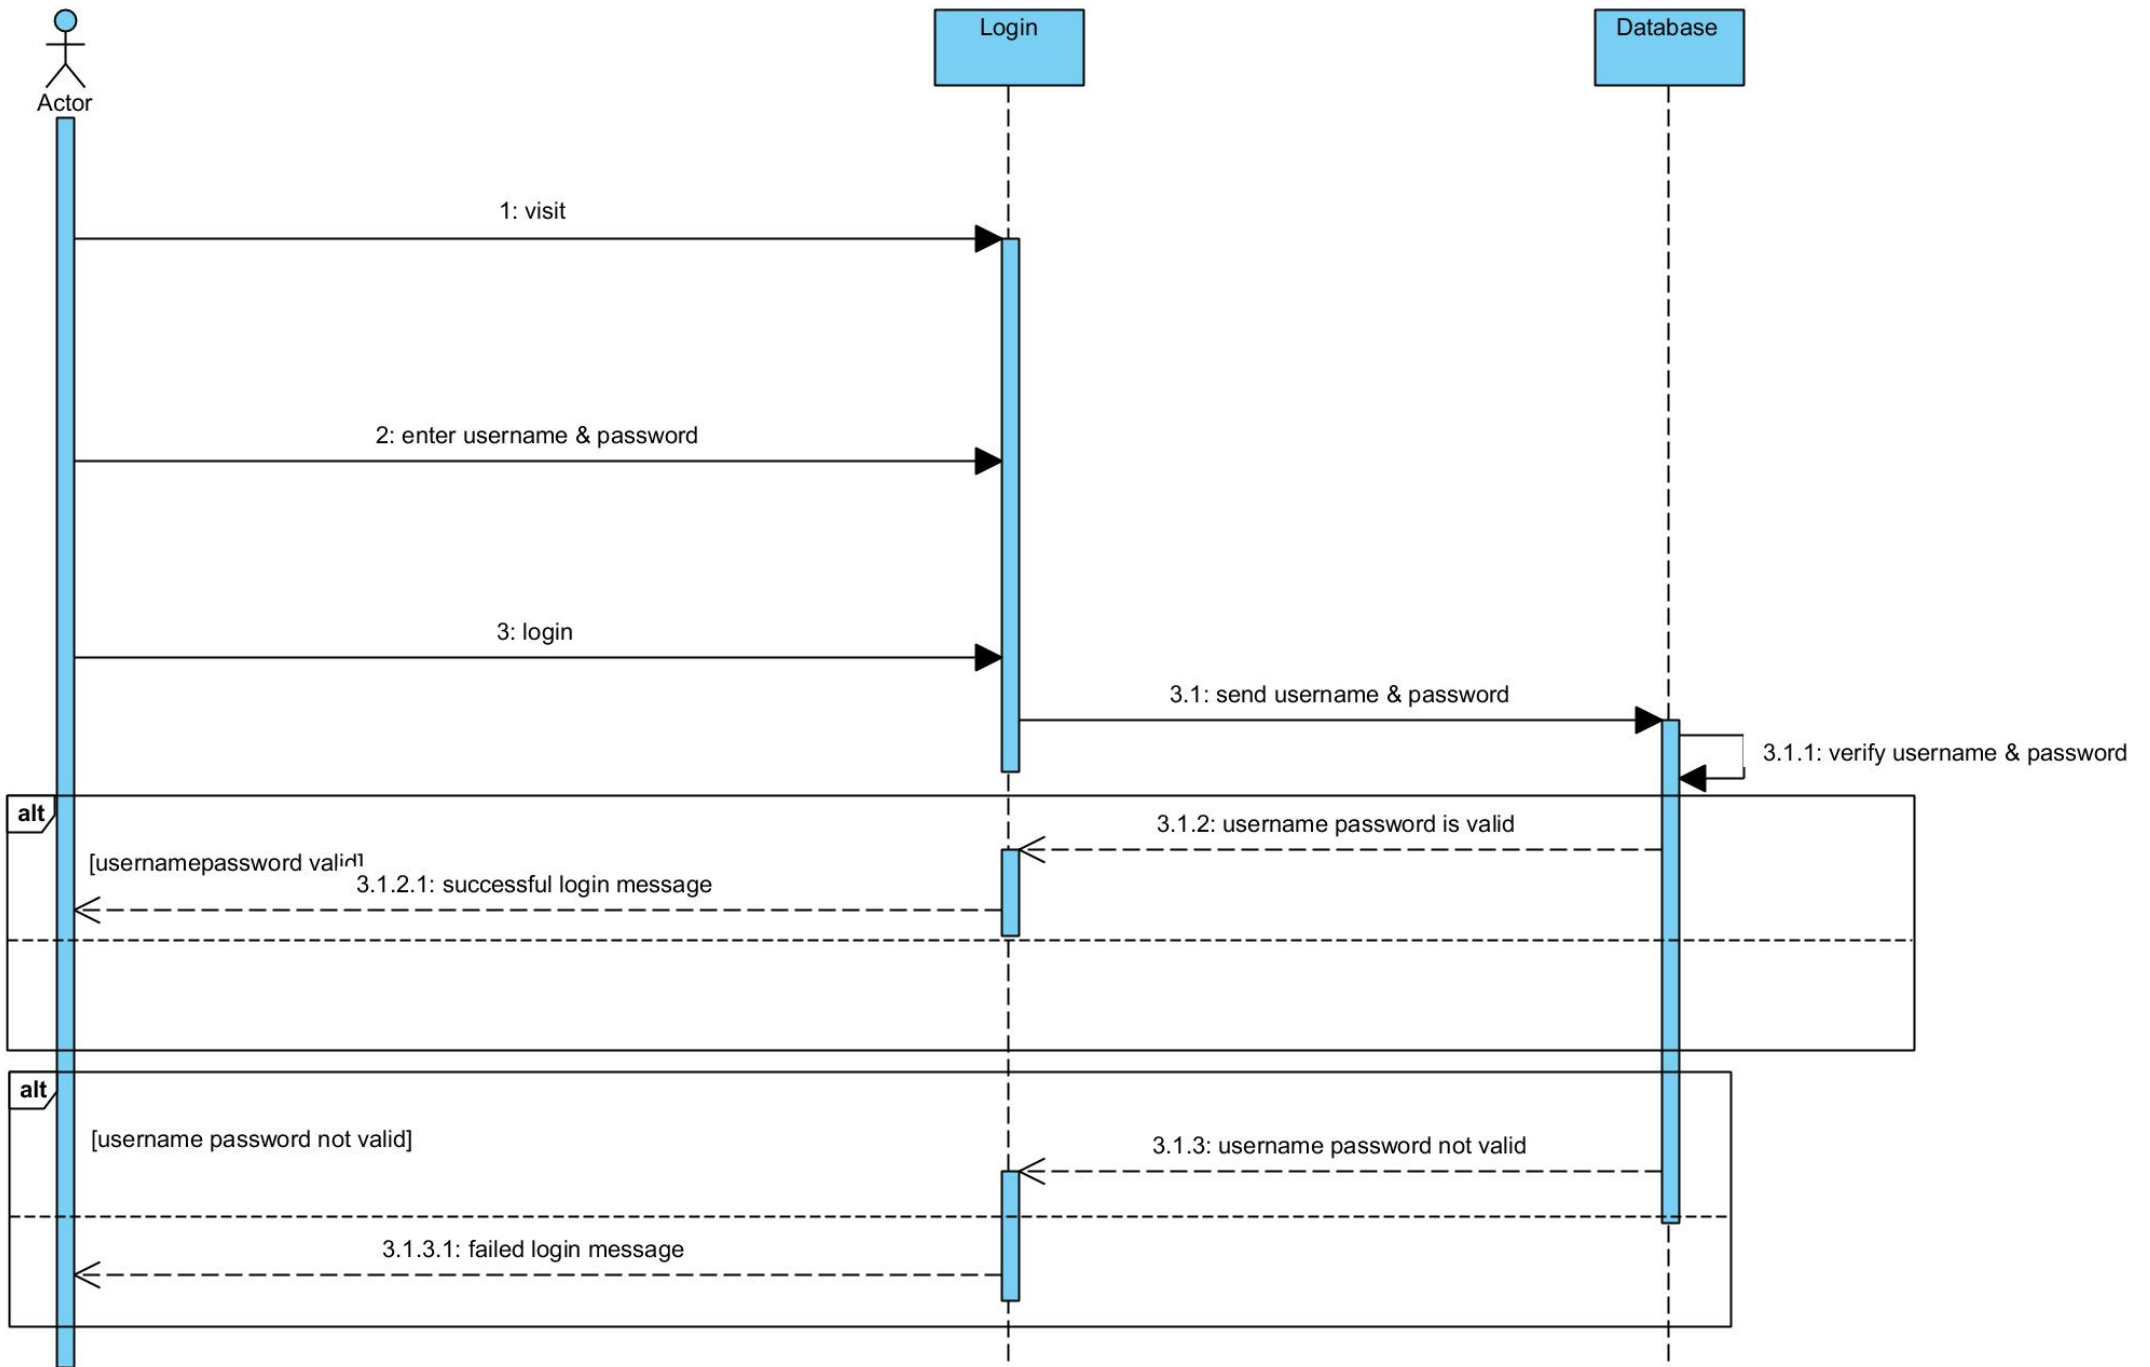 Actor
Login
Database
1: visit
2: enter username & password
3: login
3.1: send username & password
3.1.1: verify username & password
alt
3.1.2: username password is valid
[usernamepassword valid]
3.1.2.1: successful login message
alt
[username password not valid]
3.1.3: username password not valid
3.1.3.1: failed login message